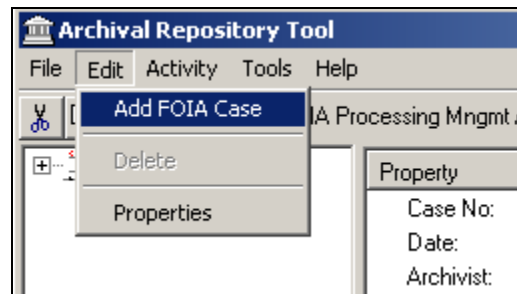 Archival Repository Tool
File Edit Activity Tools Help
Add FOIA Case
IA Processing Mngmt
Delete
Property
Properties
Case No:
Date:
Archivist: